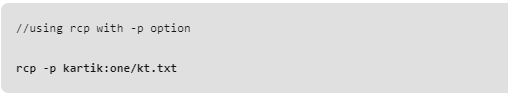 //using rcp with -p option
rcp -p kartik:one/kt.txt